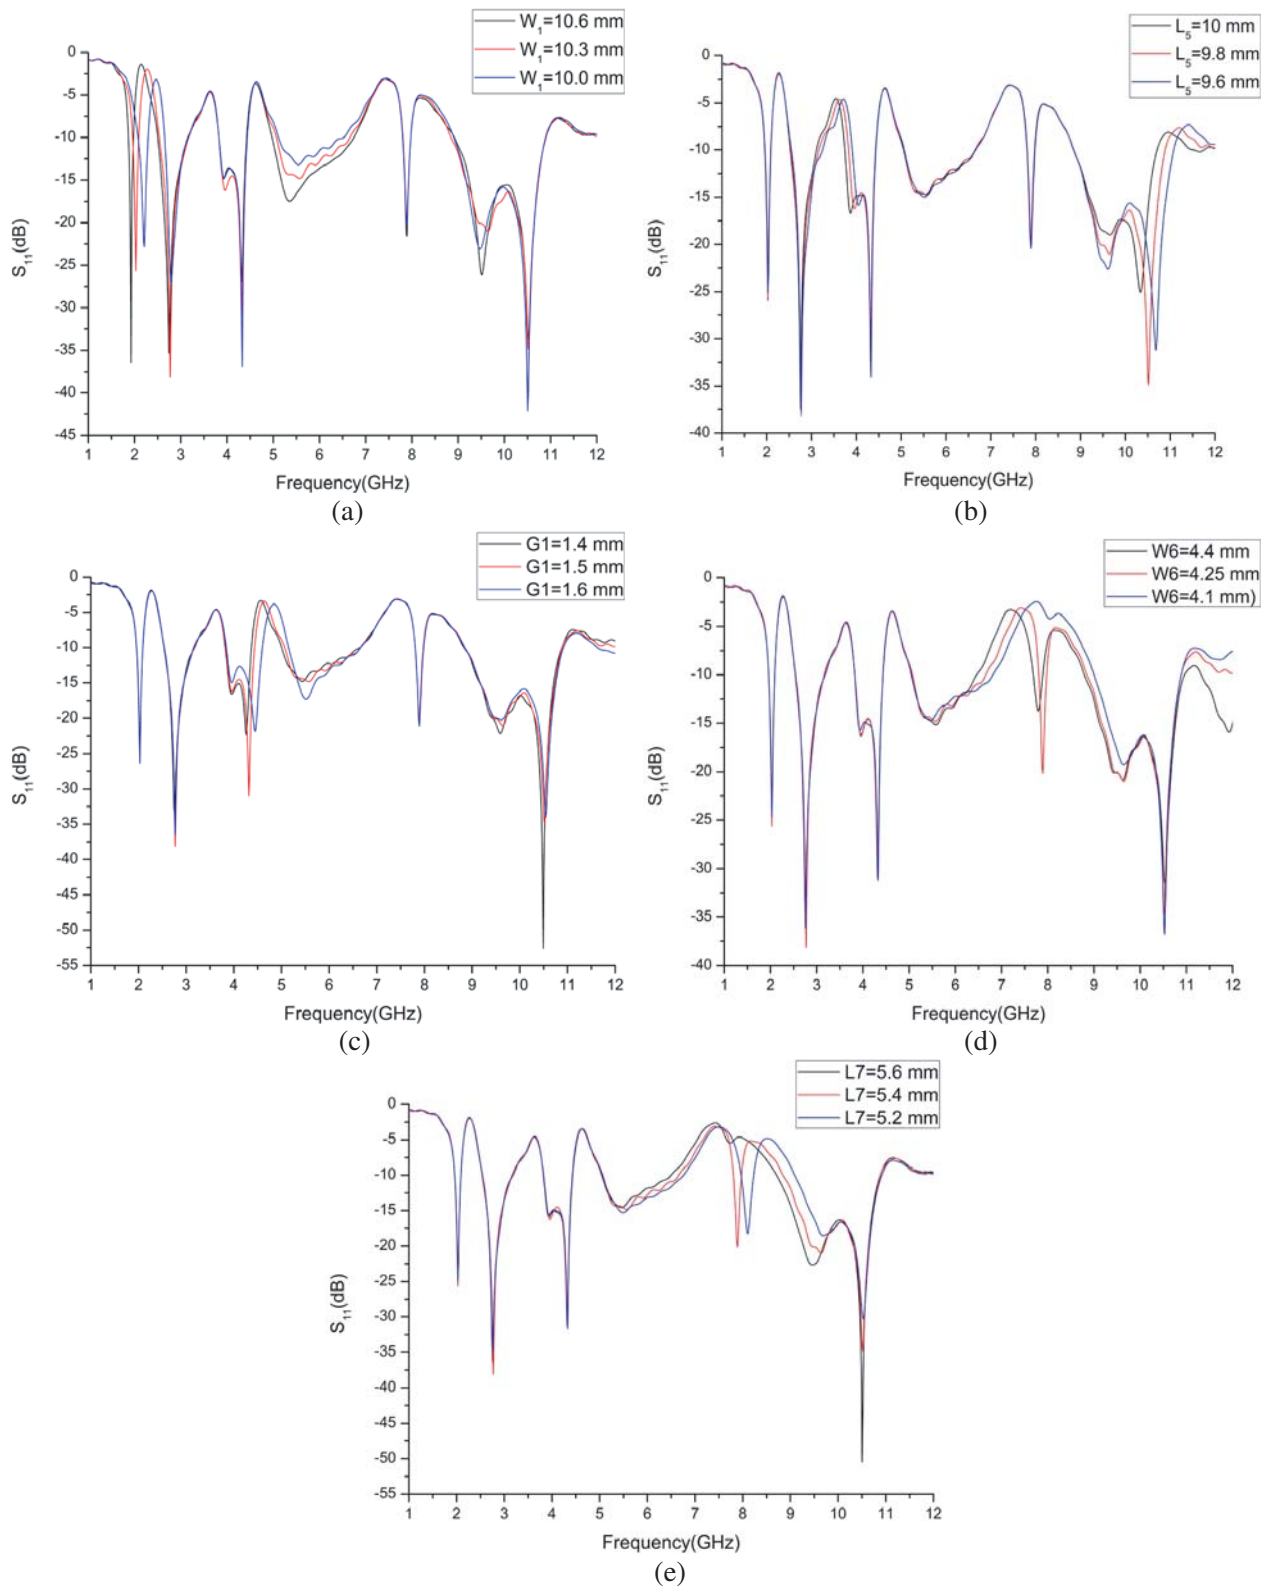 W1=10.6 mm
W1=10.3 mm
W1=10.0 mm
0
-5
-10
-15
-20
-25
-30
-35
-40
-45
S11(dB)
1 2 3 4 5 6 7 8 9 10 11 12
Frequency(GHz)
(a)
L5=10 mm
L5=9.8 mm
L5=9.6 mm
0
-5
-10
-15
-20
-25
-30
-35
-40
S11(dB)
1 2 3 4 5 6 7 8 9 10 11 12
Frequency(GHz)
(b)
G1=1.4 mm
G1=1.5 mm
G1=1.6 mm
0
-5
-10
-15
-20
-25
-30
-35
-40
-45
-50
-55
S11(dB)
1 2 3 4 5 6 7 8 9 10 11 12
Frequency(GHz)
(c)
W6=4.4 mm
W6=4.25 mm
W6=4.1 mm)
0
-5
-10
-15
-20
-25
-30
-35
-40
S11(dB)
1 2 3 4 5 6 7 8 9 10 11 12
Frequency(GHz)
(d)
L7=5.6 mm
L7=5.4 mm
L7=5.2 mm
0
-5
-10
-15
-20
-25
-30
-35
-40
-45
-50
-55
S11(dB)
1 2 3 4 5 6 7 8 9 10 11 12
Frequency(GHz)
(e)